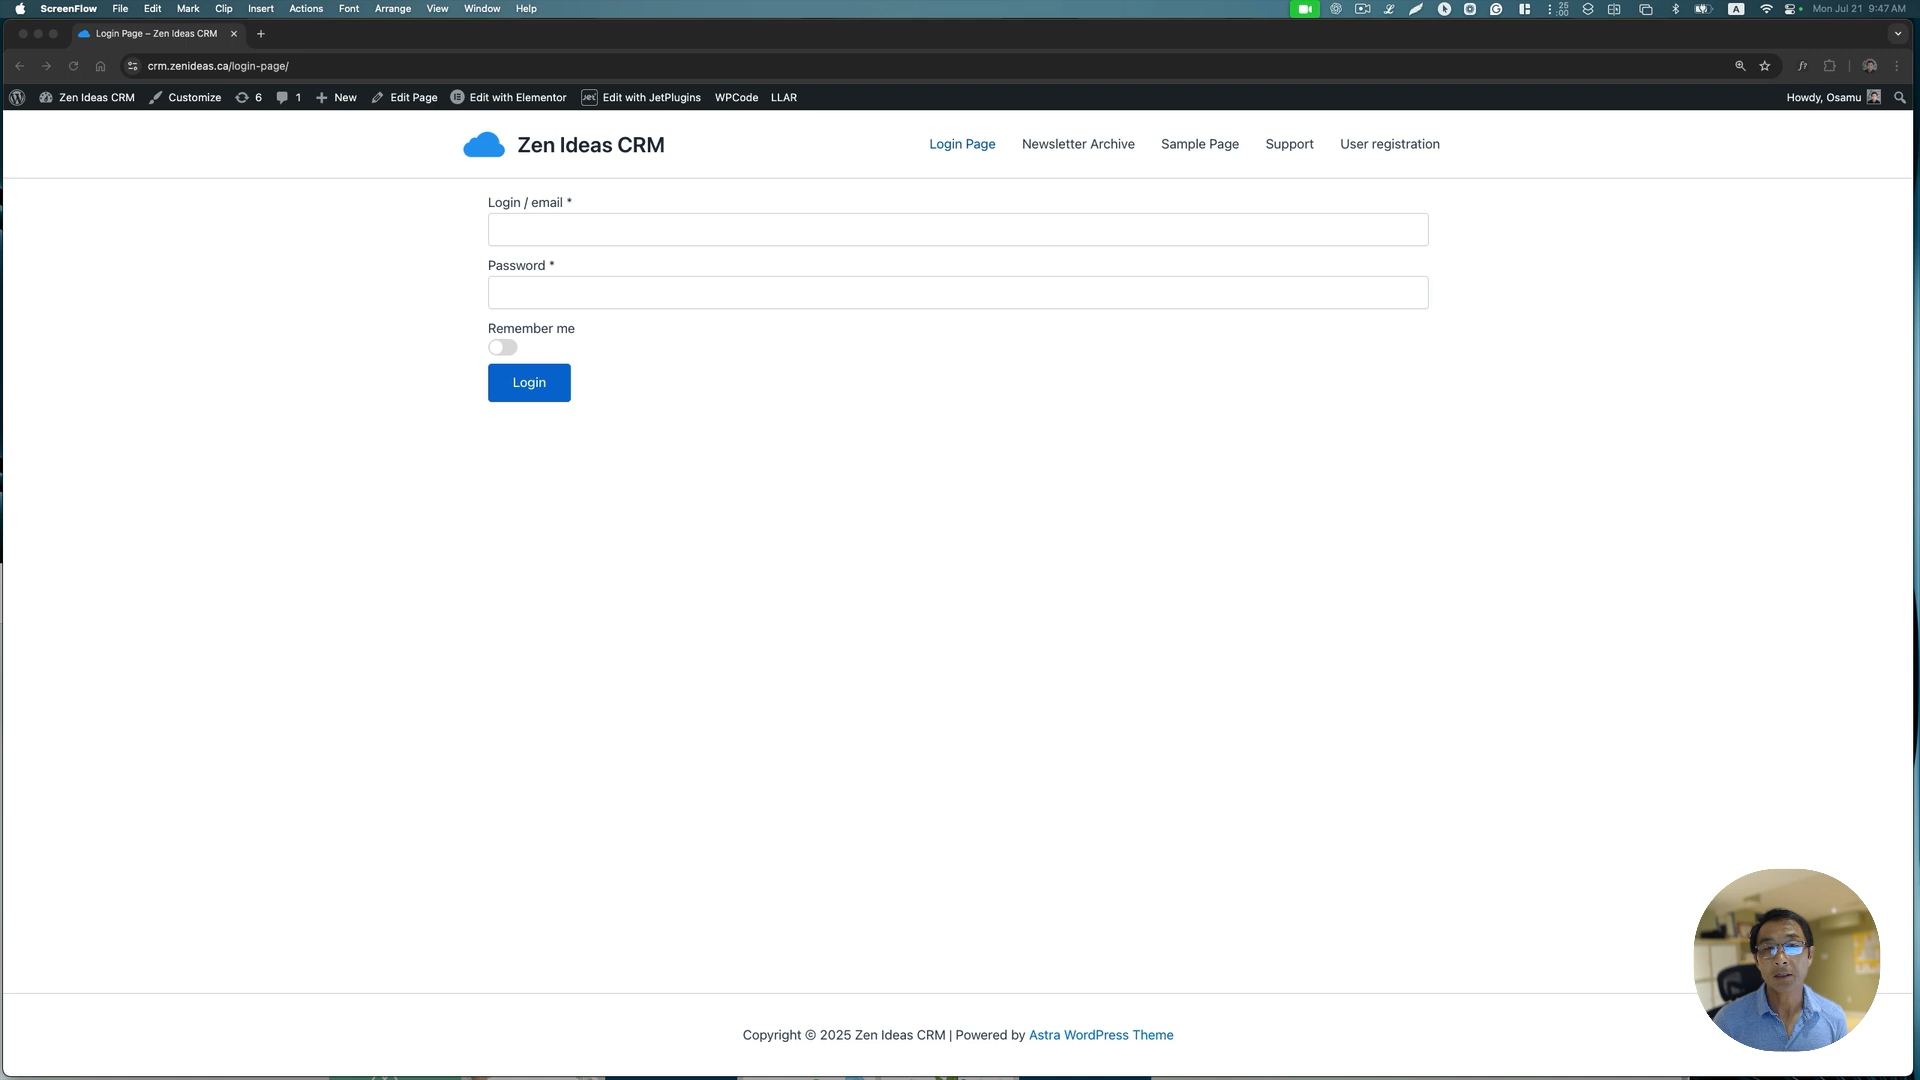 ScreenFlow File Edit Mark Clip Insert Actions Font Arrange View Window Help 25 :00 A Mon Jul 21 9:47 AM
Login Page – Zen Ideas CRM
crm.zenideas.ca/login-page/
Zen Ideas CRM Customize 6 1 New Edit Page Edit with Elementor Jet Edit with JetPlugins WPCode LLAR Howdy, Osamu
Zen Ideas CRM Login Page Newsletter Archive Sample Page Support User registration
Login / email *
Password *
Remember me
Login
Copyright © 2025 Zen Ideas CRM | Powered by Astra WordPress Theme